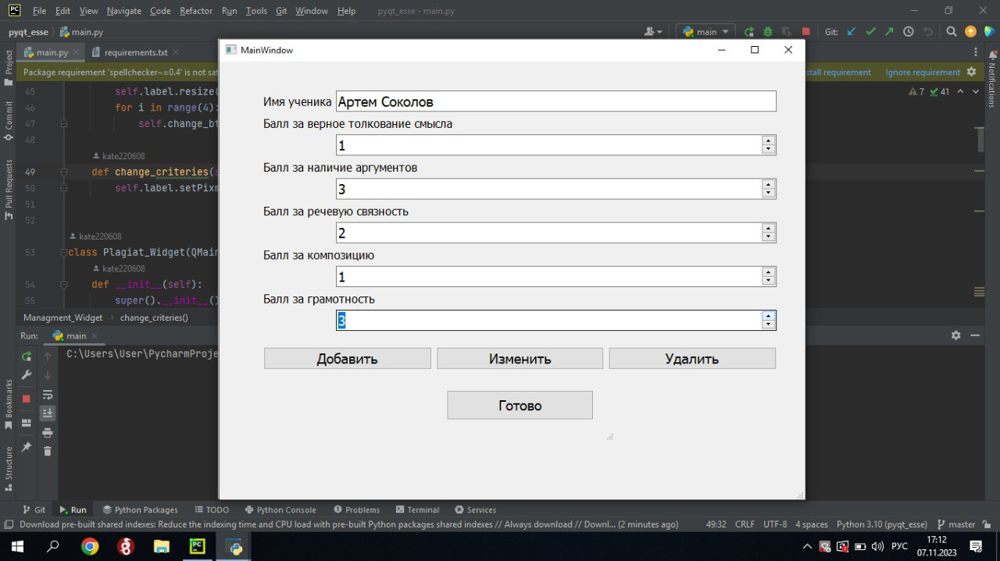 PC File Edit View Navigate Code Refactor Run Tools Git Window Help pyqt_esse - main.py
pyqt_esse main.py main Git:
main.py requirements.txt
Package requirement 'spellchecker~=0.4' is not sat
stall requirement Ignore requirement
Project
Commit
Pull Requests
Bookmarks
Structure
Notifications
7 41
45 self.label.resize(
46 for i in range(4):
47 self.change_bt
48
kate220608
49 def change_criteries(s
50 self.label.setPixm
51
52
kate220608
53 class Plagiat_Widget(QMain
kate220608
54 def __init__(self):
55 super().__init__()
Managment_Widget change_criteries()
Run: main
C:\Users\User\PycharmProje
MainWindow
Имя ученика Артем Соколов
Балл за верное толкование смысла
1
Балл за наличие аргументов
3
Балл за речевую связность
2
Балл за композицию
1
Балл за грамотность
3
Добавить Изменить Удалить
Готово
Git Run Python Packages TODO Python Console Problems Terminal Services
Download pre-built shared indexes: Reduce the indexing time and CPU load with pre-built Python packages shared indexes // Always download // Downl... (2 minutes ago) 49:32 CRLF UTF-8 4 spaces Python 3.10 (pyqt_esse) master
PC РУС 17:12
07.11.2023